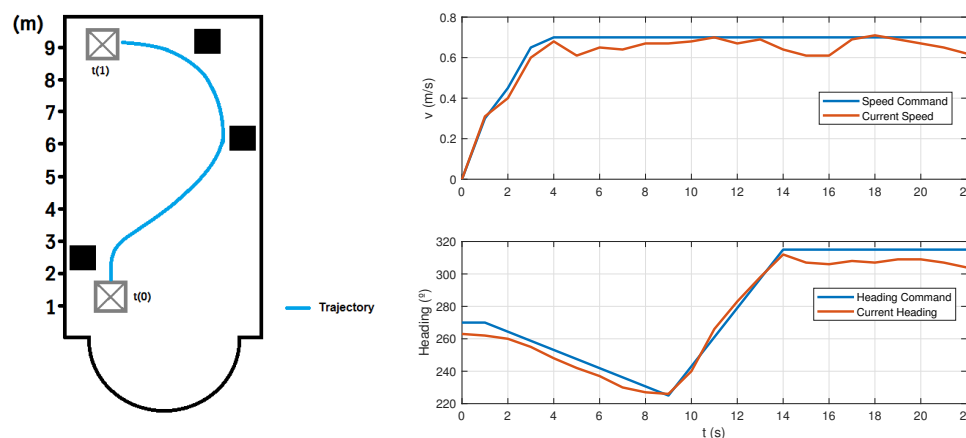 (m)
9
8
7
6
5
4
3
2
1
t(1)
t(0)
Trajectory
0.8
0.6
0.4
0.2
0
v (m/s)
Speed Command
Current Speed
0 2 4 6 8 10 12 14 16 18 20 22
320
300
280
260
240
220
Heading (º)
Heading Command
Current Heading
0 2 4 6 8 10 12 14 16 18 20
t (s)